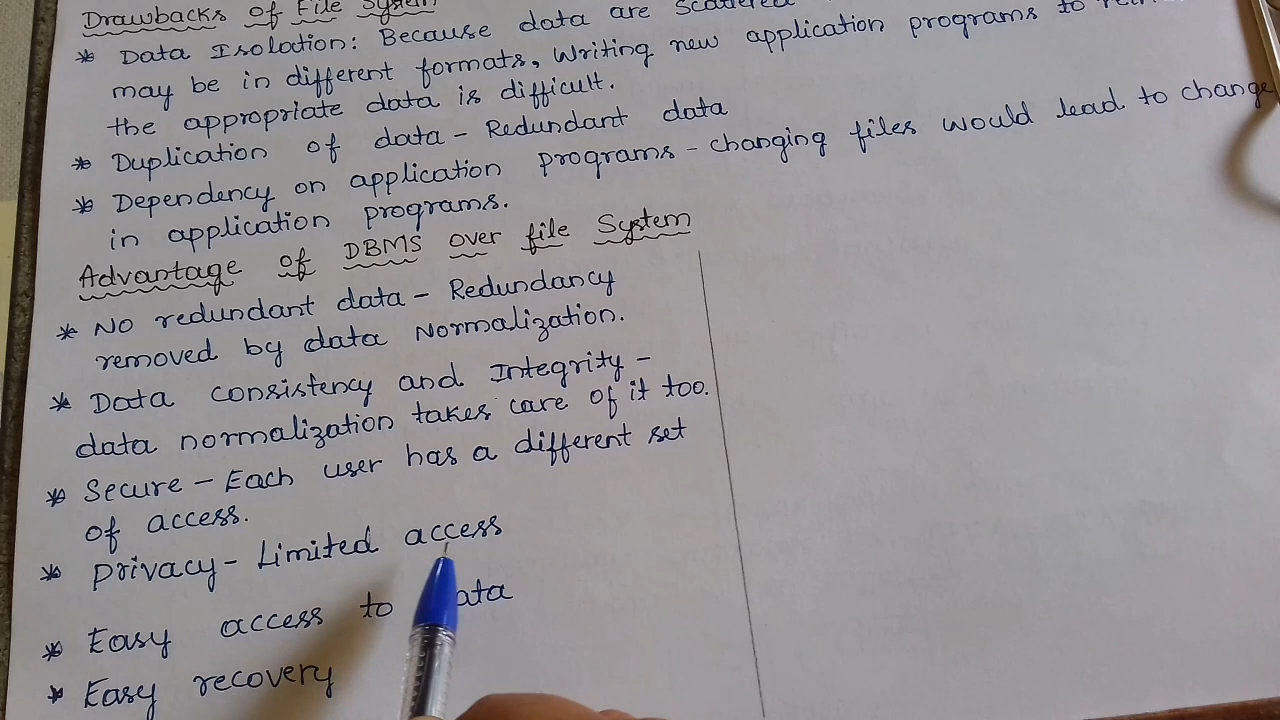 Drawbacks of File System
* Data Isolation: Because data are scattered
may be in different formats, Writing new application programs to
the appropriate data is difficult.
* Duplication of data - Redundant data
* Dependency on application programs - changing files would lead to change
in application programs.
Advantage of DBMS over file System
* No redundant data - Redundancy
removed by data Normalization.
* Data consistency and Integrity -
data normalization takes care of it too.
* Secure - Each user has a different set
of access.
* Privacy - Limited access
* Easy access to data
* Easy recovery